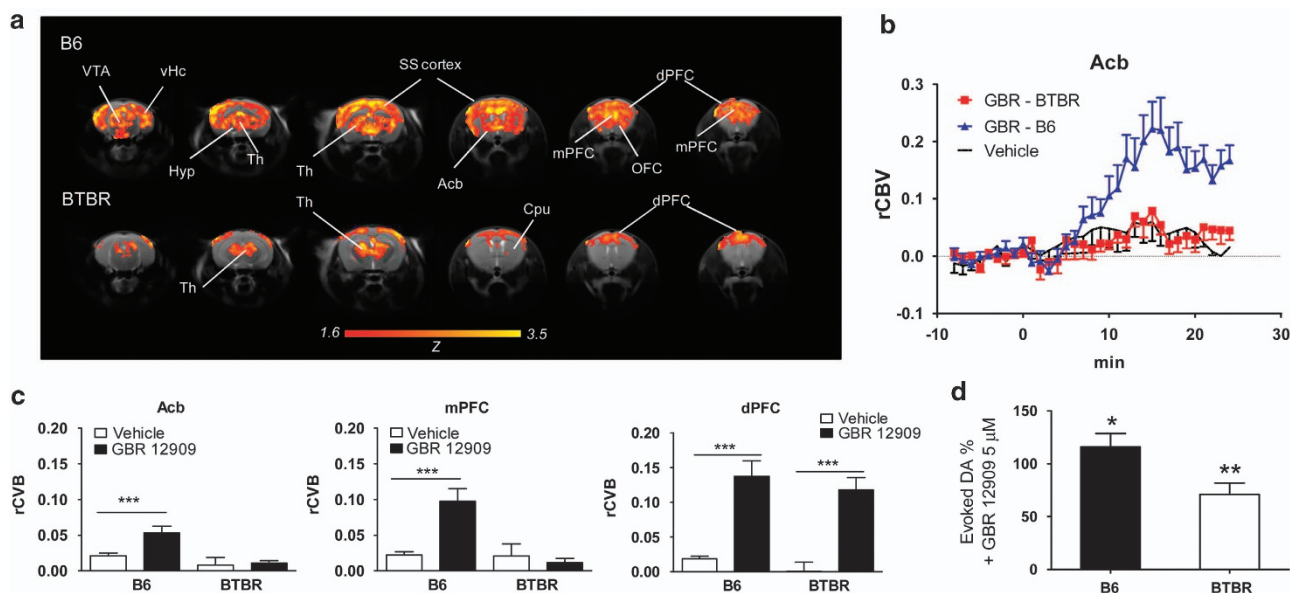 a
B6
VTA
vHc
SS cortex
dPFC
Hyp
Th
Th
Acb
mPFC
OFC
mPFC
BTBR
Th
Cpu
dPFC
Th
1.6
3.5
Z
b
Acb
GBR - BTBR
GBR - B6
Vehicle
rCBV
0.3
0.2
0.1
0.0
-0.1
-10
0
10
20
30
min
c
Acb
Vehicle
GBR 12909
rCVB
0.20
0.15
0.10
0.05
0.00
***
B6
BTBR
mPFC
Vehicle
GBR 12909
rCVB
0.20
0.15
0.10
0.05
0.00
***
B6
BTBR
dPFC
Vehicle
GBR 12909
rCVB
0.20
0.15
0.10
0.05
0.00
***
***
B6
BTBR
d
Evoked DA %
+ GBR 12909 5 µM
150
100
50
0
*
**
B6
BTBR